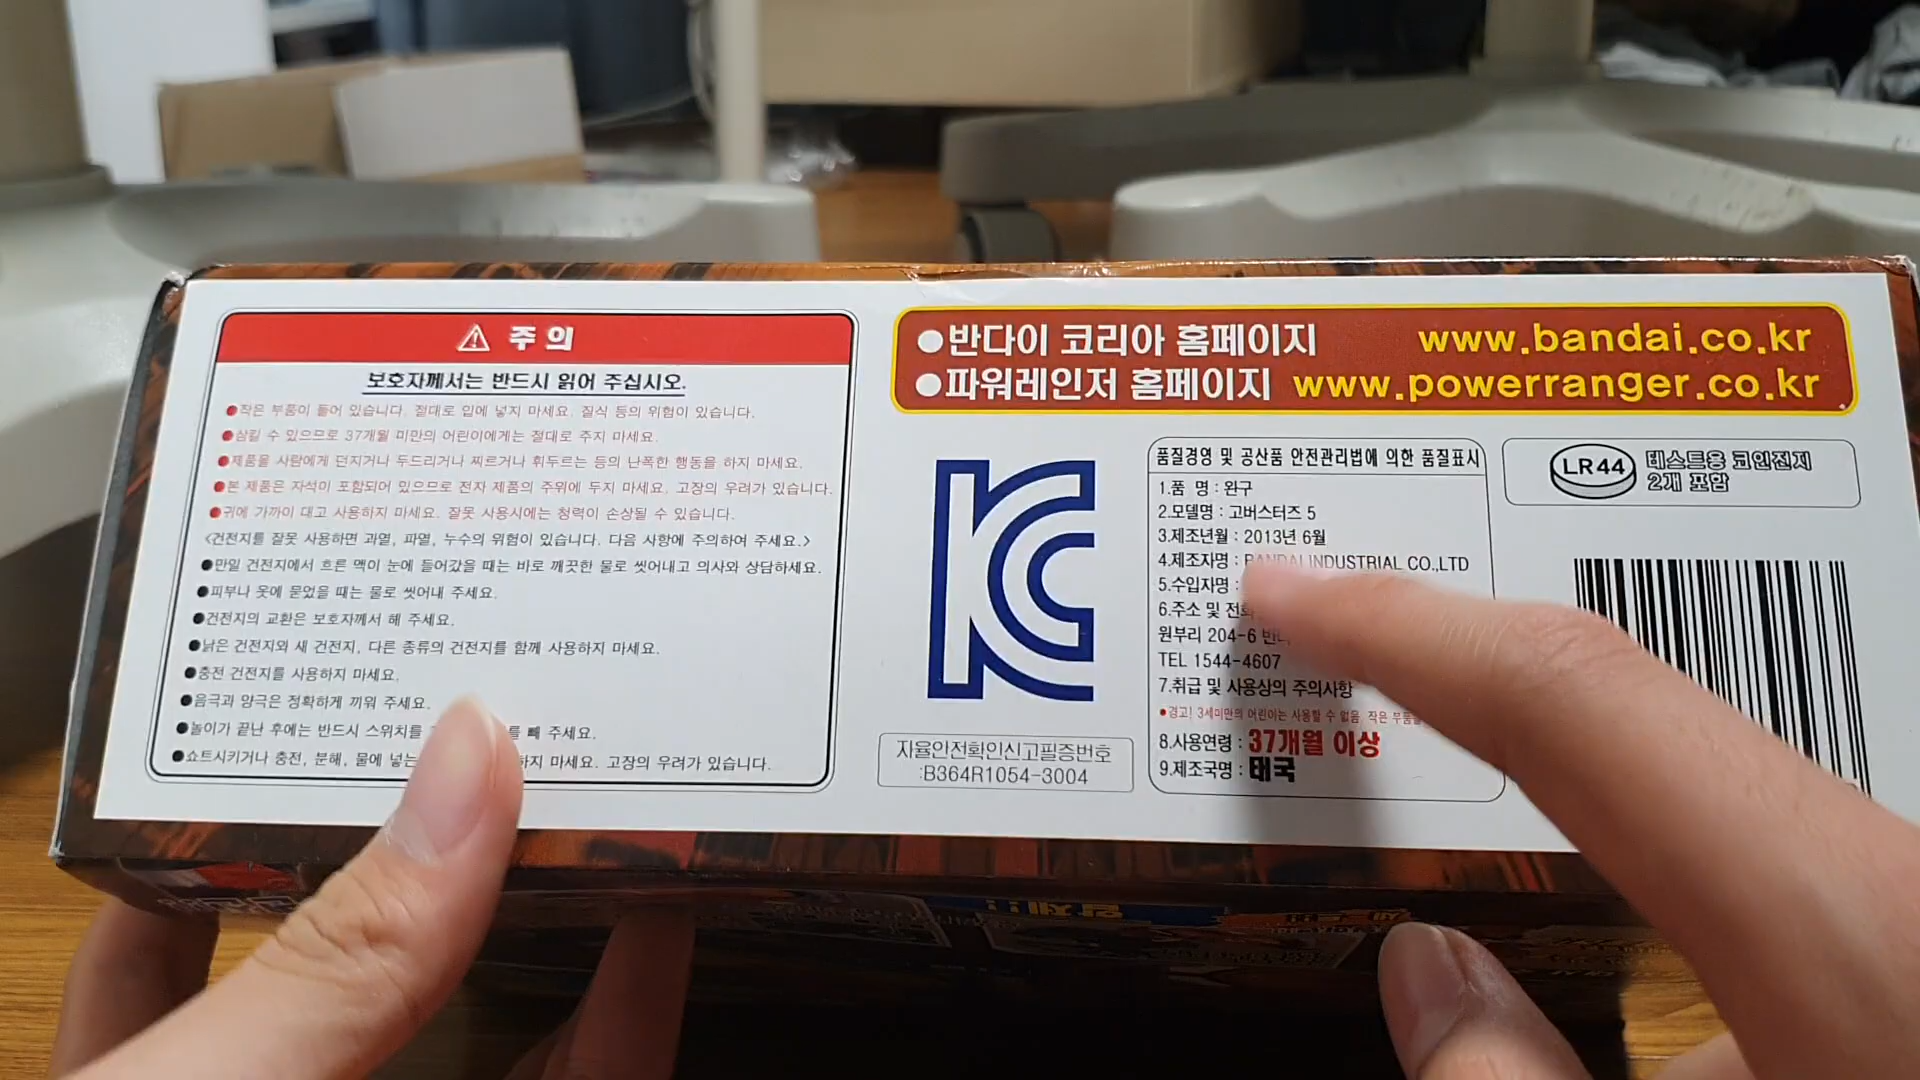 주의
보호자께서는 반드시 읽어 주십시오.
●작은 부품이 들어 있습니다. 절대로 입에 넣지 마세요. 질식 등의 위험이 있습니다.
●삼킬 수 있으므로 37개월 미만의 어린이에게는 절대로 주지 마세요.
●제품을 사람에게 던지거나 두드리거나 찌르거나 휘두르는 등의 난폭한 행동을 하지 마세요.
●본 제품은 자석이 포함되어 있으므로 전자 제품의 주위에 두지 마세요. 고장의 우려가 있습니다.
●귀에 가까이 대고 사용하지 마세요. 잘못 사용시에는 청력이 손상될 수 있습니다.
<건전지를 잘못 사용하면 과열, 파열, 누수의 위험이 있습니다. 다음 사항에 주의하여 주세요.>
●만일 건전지에서 흐른 액이 눈에 들어갔을 때는 바로 깨끗한 물로 씻어내고 의사와 상담하세요.
●피부나 옷에 묻었을 때는 물로 씻어내 주세요.
●건전지의 교환은 보호자께서 해 주세요.
●낡은 건전지와 새 건전지, 다른 종류의 건전지를 함께 사용하지 마세요.
●충전 건전지를 사용하지 마세요.
●음극과 양극은 정확하게 끼워 주세요.
●놀이가 끝난 후에는 반드시 스위치를 를 빼 주세요.
●쇼트시키거나 충전, 분해, 물에 넣는 하지 마세요. 고장의 우려가 있습니다.
●반다이 코리아 홈페이지 www.bandai.co.kr
●파워레인저 홈페이지 www.powerranger.co.kr
자율안전확인신고필증번호
:B364R1054-3004
품질경영 및 공산품 안전관리법에 의한 품질표시
1.품 명 : 완구
2.모델명 : 고버스터즈 5
3.제조년월 : 2013년 6월
4.제조자명 : BANDAI INDUSTRIAL CO.,LTD
5.수입자명 :
6.주소 및 전화
원부리 204-6 반다
TEL 1544-4607
7.취급 및 사용상의 주의사항
●경고! 3세미만의 어린이는 사용할 수 없음. 작은 부품을
8.사용연령 : 37개월 이상
9.제조국명 : 태국
LR44
테스트용 코인전지
2개 포함